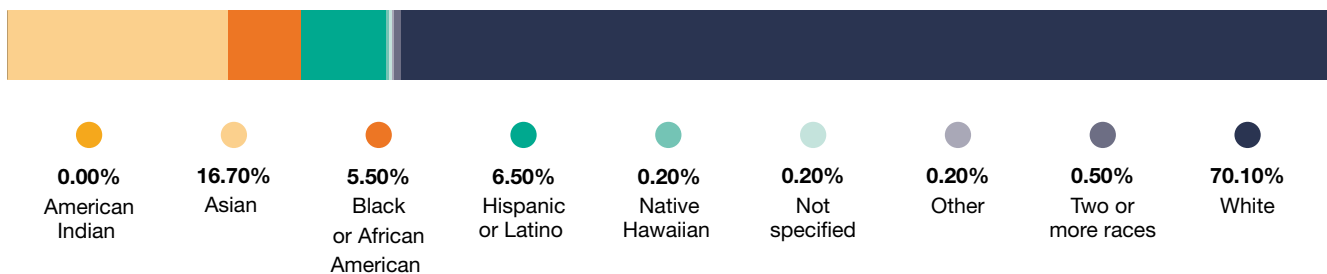 0.00%
American
Indian
16.70%
Asian
5.50%
Black
or African
American
6.50%
Hispanic
or Latino
0.20%
Native
Hawaiian
0.20%
Not
specified
0.20%
Other
0.50%
Two or
more races
70.10%
White